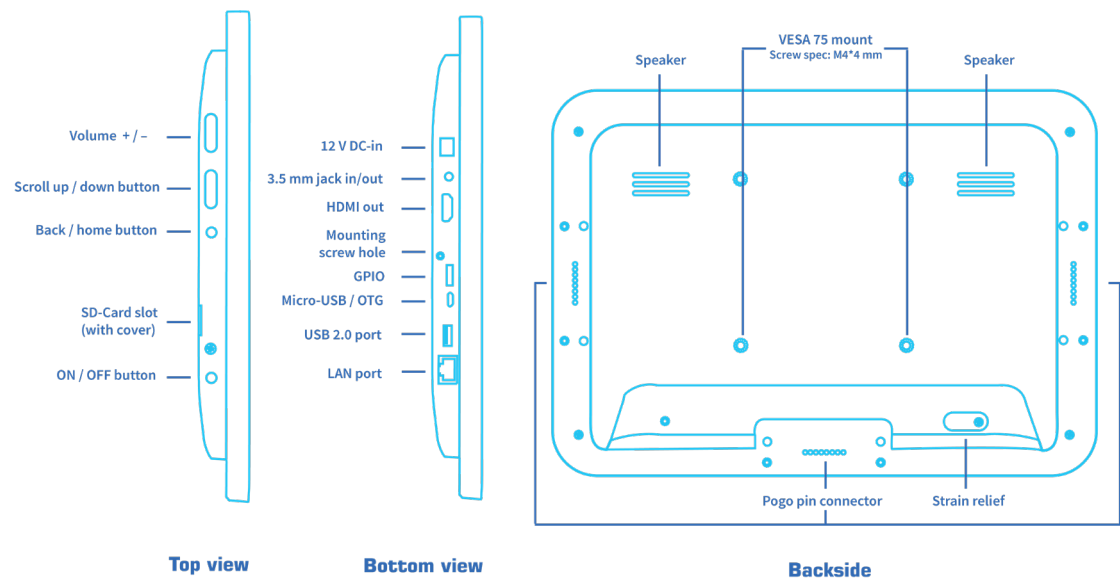 Volume + / –
Scroll up / down button
Back / home button
SD-Card slot
(with cover)
ON / OFF button
Top view
12 V DC-in
3.5 mm jack in/out
HDMI out
Mounting
screw hole
GPIO
Micro-USB / OTG
USB 2.0 port
LAN port
Bottom view
Speaker
VESA 75 mount
Screw spec: M4*4 mm
Speaker
Pogo pin connector
Strain relief
Backside